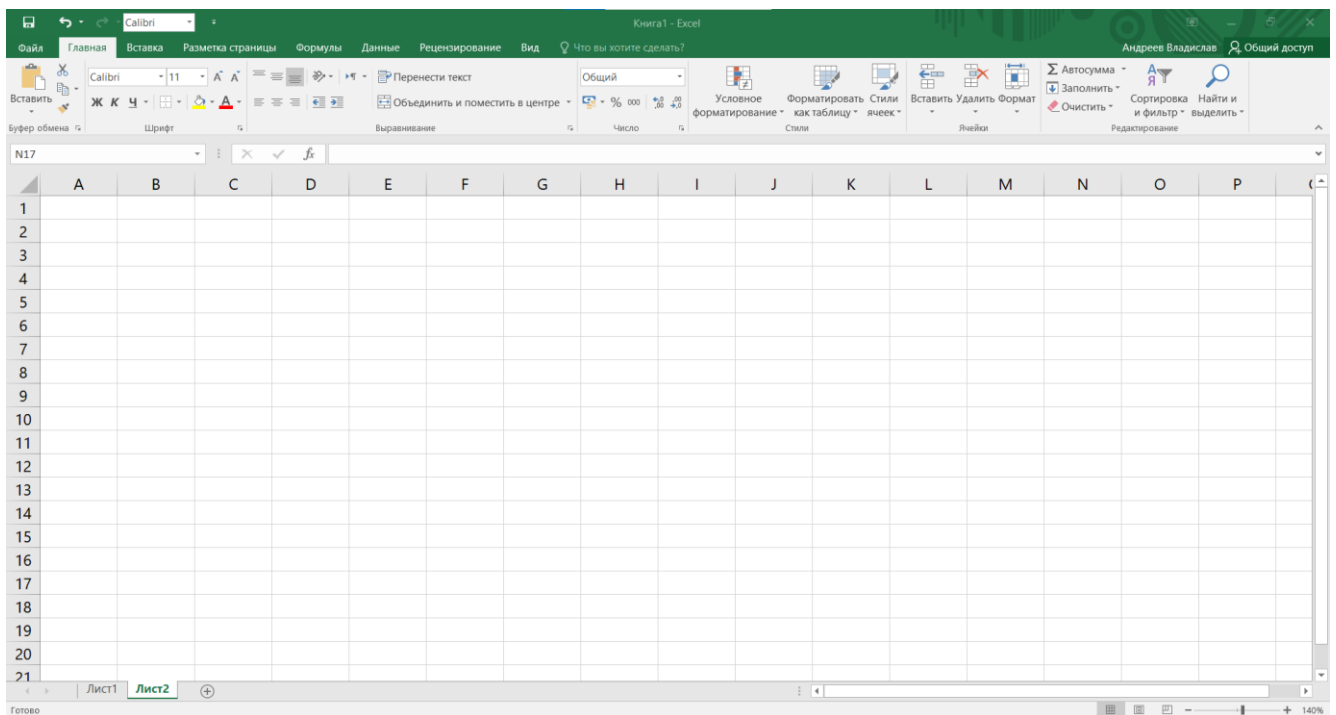 Calibri
Книга1 - Excel
Файл Главная Вставка Разметка страницы Формулы Данные Рецензирование Вид Что вы хотите сделать? Андреев Владислав Общий доступ
Вставить
Calibri 11
Ж К Ч
Буфер обмена
Шрифт
Перенести текст
Объединить и поместить в центре
Выравнивание
Общий
% 000
Число
Условное форматирование
Форматировать как таблицу
Стили ячеек
Стили
Вставить Удалить Формат
Ячейки
Автосумма
Заполнить
Очистить
Сортировка и фильтр
Найти и выделить
Редактирование
N17
fx
A B C D E F G H I J K L M N O P
1
2
3
4
5
6
7
8
9
10
11
12
13
14
15
16
17
18
19
20
21
Лист1 Лист2
Готово
140%